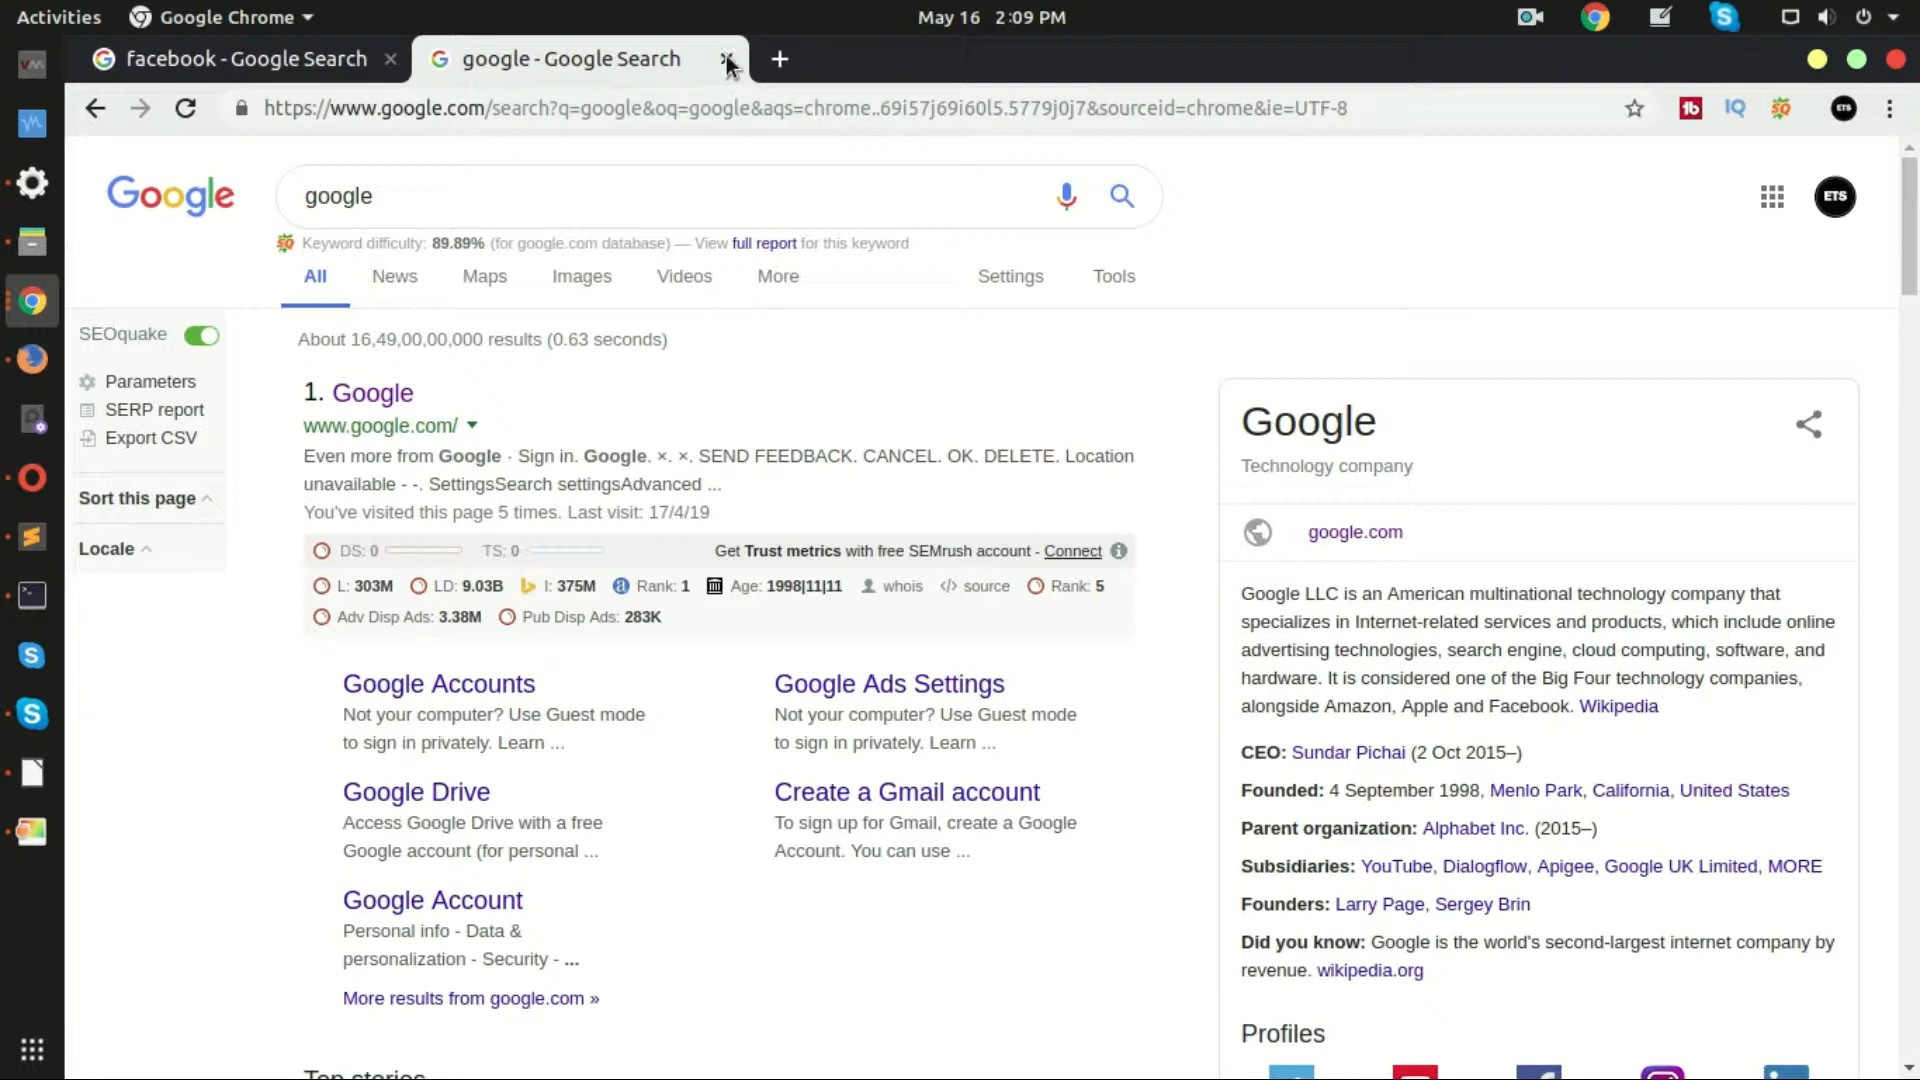 Activities
Google Chrome
May 16 2:09 PM
facebook - Google Search
google - Google Search
https://www.google.com/search?q=google&oq=google&aqs=chrome..69i57j69i60l5.5779j0j7&sourceid=chrome&ie=UTF-8
Google
google
ETS
Keyword difficulty: 89.89% (for google.com database) — View full report for this keyword
All News Maps Images Videos More Settings Tools
SEOquake
Parameters
SERP report
Export CSV
Sort this page
Locale
About 16,49,00,00,000 results (0.63 seconds)
1. Google
www.google.com/
Even more from Google · Sign in. Google. ×. ×. SEND FEEDBACK. CANCEL. OK. DELETE. Location
unavailable - -. SettingsSearch settingsAdvanced ...
You've visited this page 5 times. Last visit: 17/4/19
DS: 0 TS: 0 Get Trust metrics with free SEMrush account - Connect
L: 303M LD: 9.03B I: 375M Rank: 1 Age: 1998|11|11 whois </> source Rank: 5
Adv Disp Ads: 3.38M Pub Disp Ads: 283K
Google Accounts
Not your computer? Use Guest mode
to sign in privately. Learn ...
Google Ads Settings
Not your computer? Use Guest mode
to sign in privately. Learn ...
Google Drive
Access Google Drive with a free
Google account (for personal ...
Create a Gmail account
To sign up for Gmail, create a Google
Account. You can use ...
Google Account
Personal info - Data &
personalization - Security - ...
More results from google.com »
Top stories
Google
Technology company
google.com
Google LLC is an American multinational technology company that
specializes in Internet-related services and products, which include online
advertising technologies, search engine, cloud computing, software, and
hardware. It is considered one of the Big Four technology companies,
alongside Amazon, Apple and Facebook. Wikipedia
CEO: Sundar Pichai (2 Oct 2015–)
Founded: 4 September 1998, Menlo Park, California, United States
Parent organization: Alphabet Inc. (2015–)
Subsidiaries: YouTube, Dialogflow, Apigee, Google UK Limited, MORE
Founders: Larry Page, Sergey Brin
Did you know: Google is the world's second-largest internet company by
revenue. wikipedia.org
Profiles